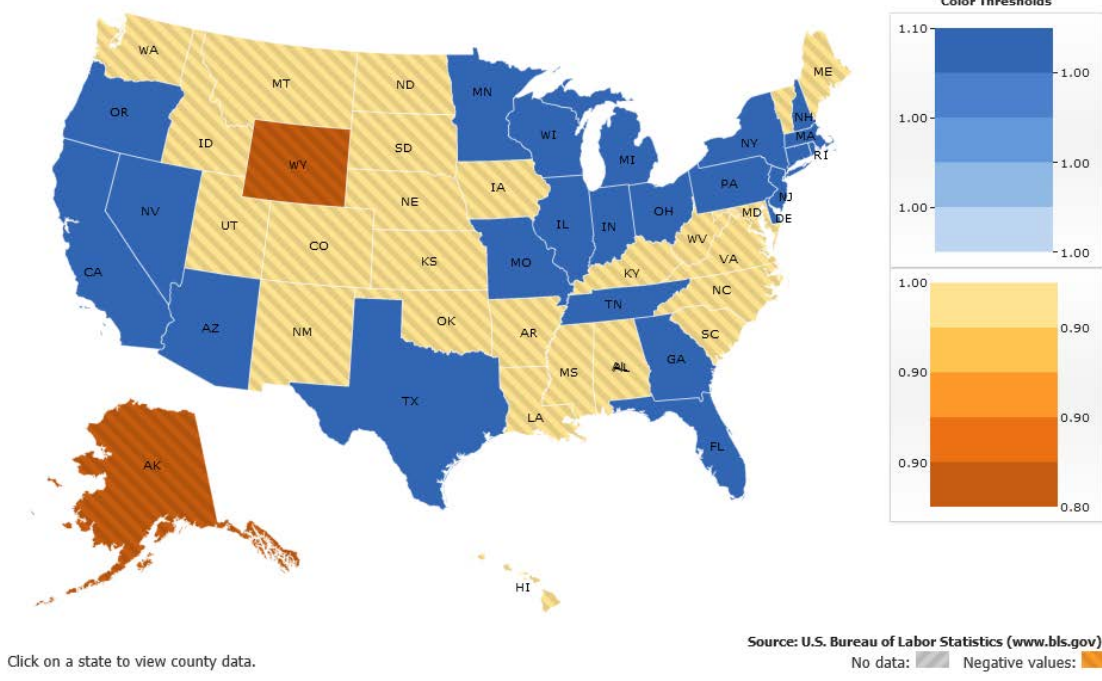 Color Thresholds
WA
MT
ND
MN
ME
OR
ID
WY
SD
WI
MI
NY
NH
MA
RI
NV
UT
CO
NE
IA
IL
IN
OH
PA
NJ
MD
DE
CA
AZ
NM
KS
MO
KY
WV
VA
NC
OK
AR
TN
SC
TX
LA
MS
AL
GA
FL
AK
HI
1.10
1.00
1.00
1.00
1.00
1.00
1.00
0.90
0.90
0.90
0.90
0.80
Click on a state to view county data.
Source: U.S. Bureau of Labor Statistics (www.bls.gov)
No data: Negative values: